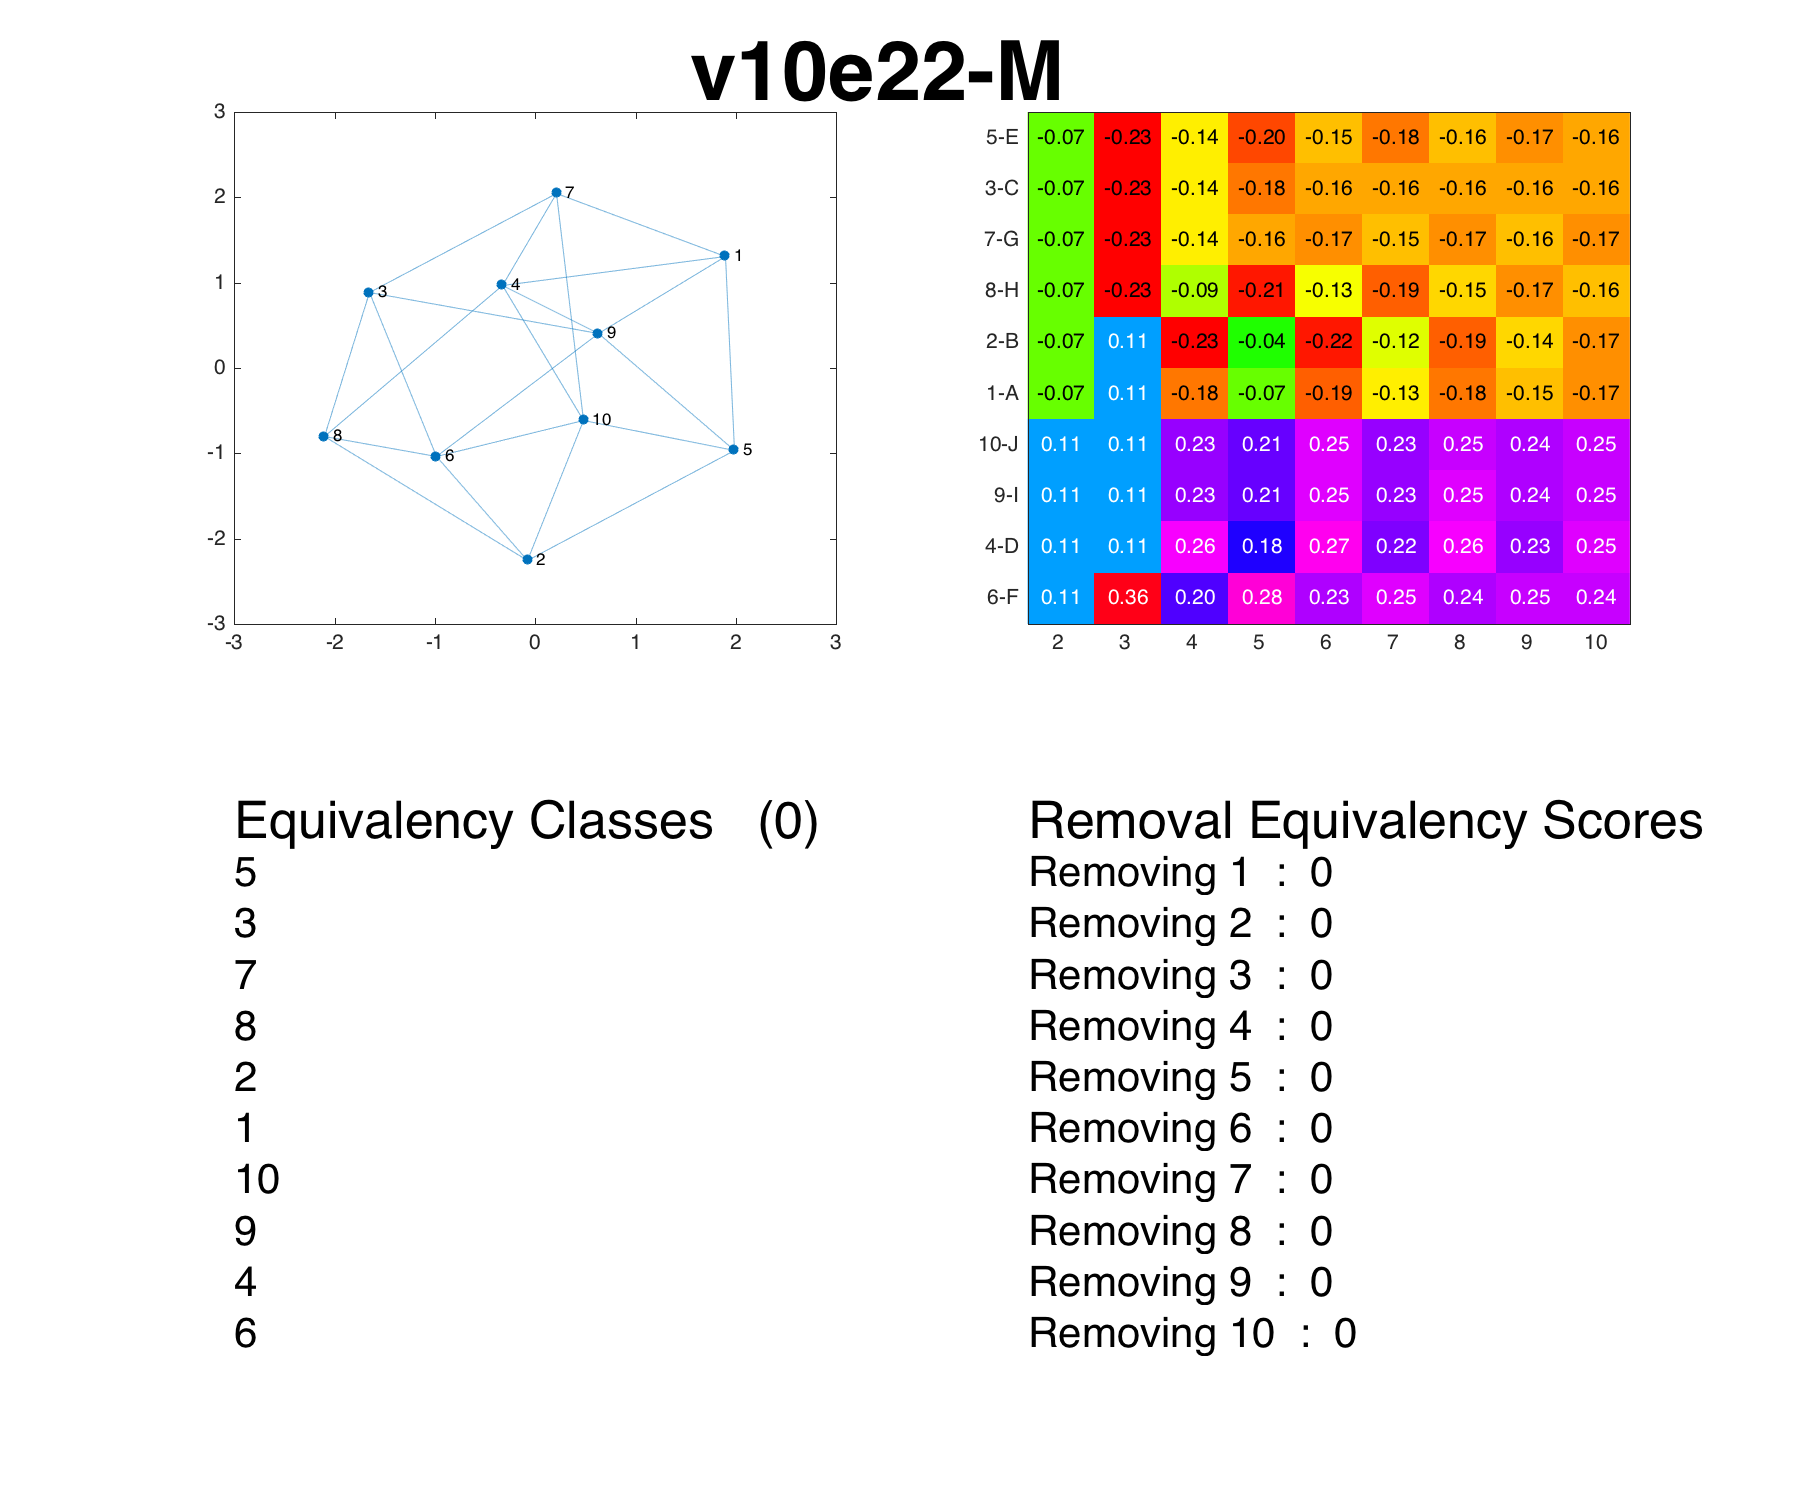 v10e22-M
3
2
1
0
-1
-2
-3
-3 -2 -1 0 1 2 3
7
1
4
3
9
10
8
6
5
2
5-E -0.07 -0.23 -0.14 -0.20 -0.15 -0.18 -0.16 -0.17 -0.16
3-C -0.07 -0.23 -0.14 -0.18 -0.16 -0.16 -0.16 -0.16 -0.16
7-G -0.07 -0.23 -0.14 -0.16 -0.17 -0.15 -0.17 -0.16 -0.17
8-H -0.07 -0.23 -0.09 -0.21 -0.13 -0.19 -0.15 -0.17 -0.16
2-B -0.07 0.11 -0.23 -0.04 -0.22 -0.12 -0.19 -0.14 -0.17
1-A -0.07 0.11 -0.18 -0.07 -0.19 -0.13 -0.18 -0.15 -0.17
10-J 0.11 0.11 0.23 0.21 0.25 0.23 0.25 0.24 0.25
9-I 0.11 0.11 0.23 0.21 0.25 0.23 0.25 0.24 0.25
4-D 0.11 0.11 0.26 0.18 0.27 0.22 0.26 0.23 0.25
6-F 0.11 0.36 0.20 0.28 0.23 0.25 0.24 0.25 0.24
2 3 4 5 6 7 8 9 10
Equivalency Classes (0)
5
3
7
8
2
1
10
9
4
6
Removal Equivalency Scores
Removing 1 : 0
Removing 2 : 0
Removing 3 : 0
Removing 4 : 0
Removing 5 : 0
Removing 6 : 0
Removing 7 : 0
Removing 8 : 0
Removing 9 : 0
Removing 10 : 0